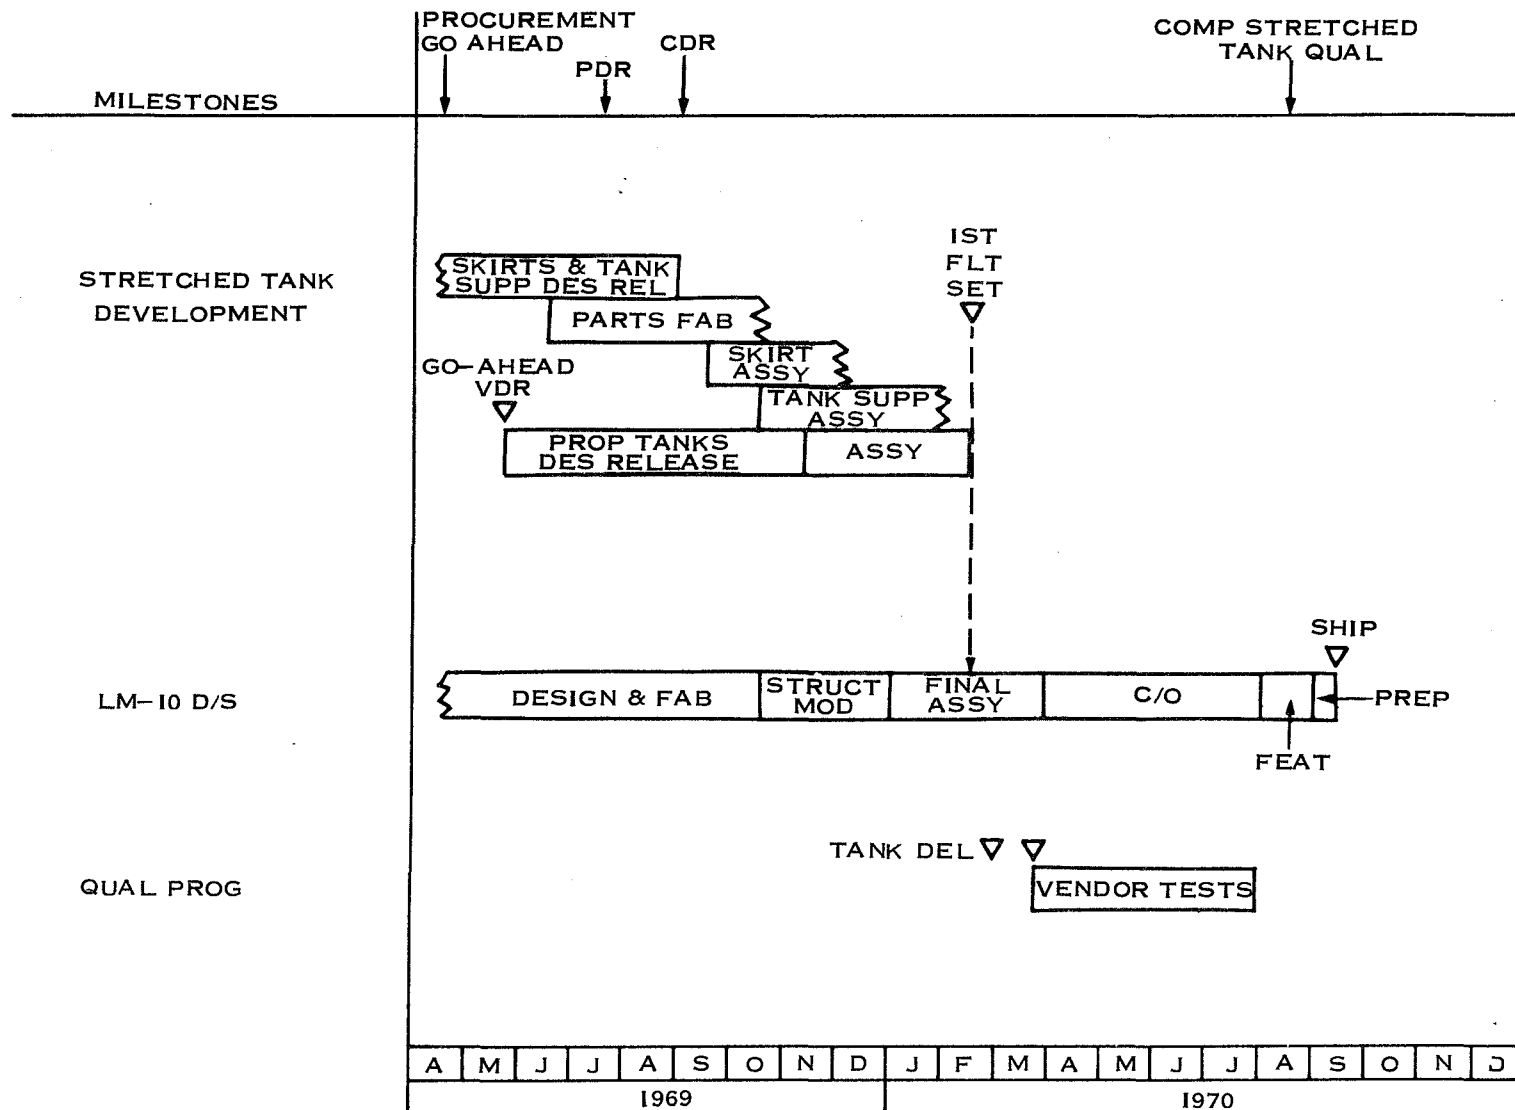 PROCUREMENT
GO AHEAD
PDR
CDR
COMP STRETCHED
TANK QUAL
MILESTONES
STRETCHED TANK
DEVELOPMENT
SKIRTS & TANK
SUPP DES REL
PARTS FAB
SKIRT
ASSY
TANK SUPP
ASSY
GO-AHEAD
VDR
PROP TANKS
DES RELEASE
ASSY
IST
FLT
SET
LM-10 D/S
DESIGN & FAB
STRUCT
MOD
FINAL
ASSY
C/O
FEAT
PREP
SHIP
QUAL PROG
TANK DEL
VENDOR TESTS
A M J J A S O N D J F M A M J J A S O N D
1969 1970